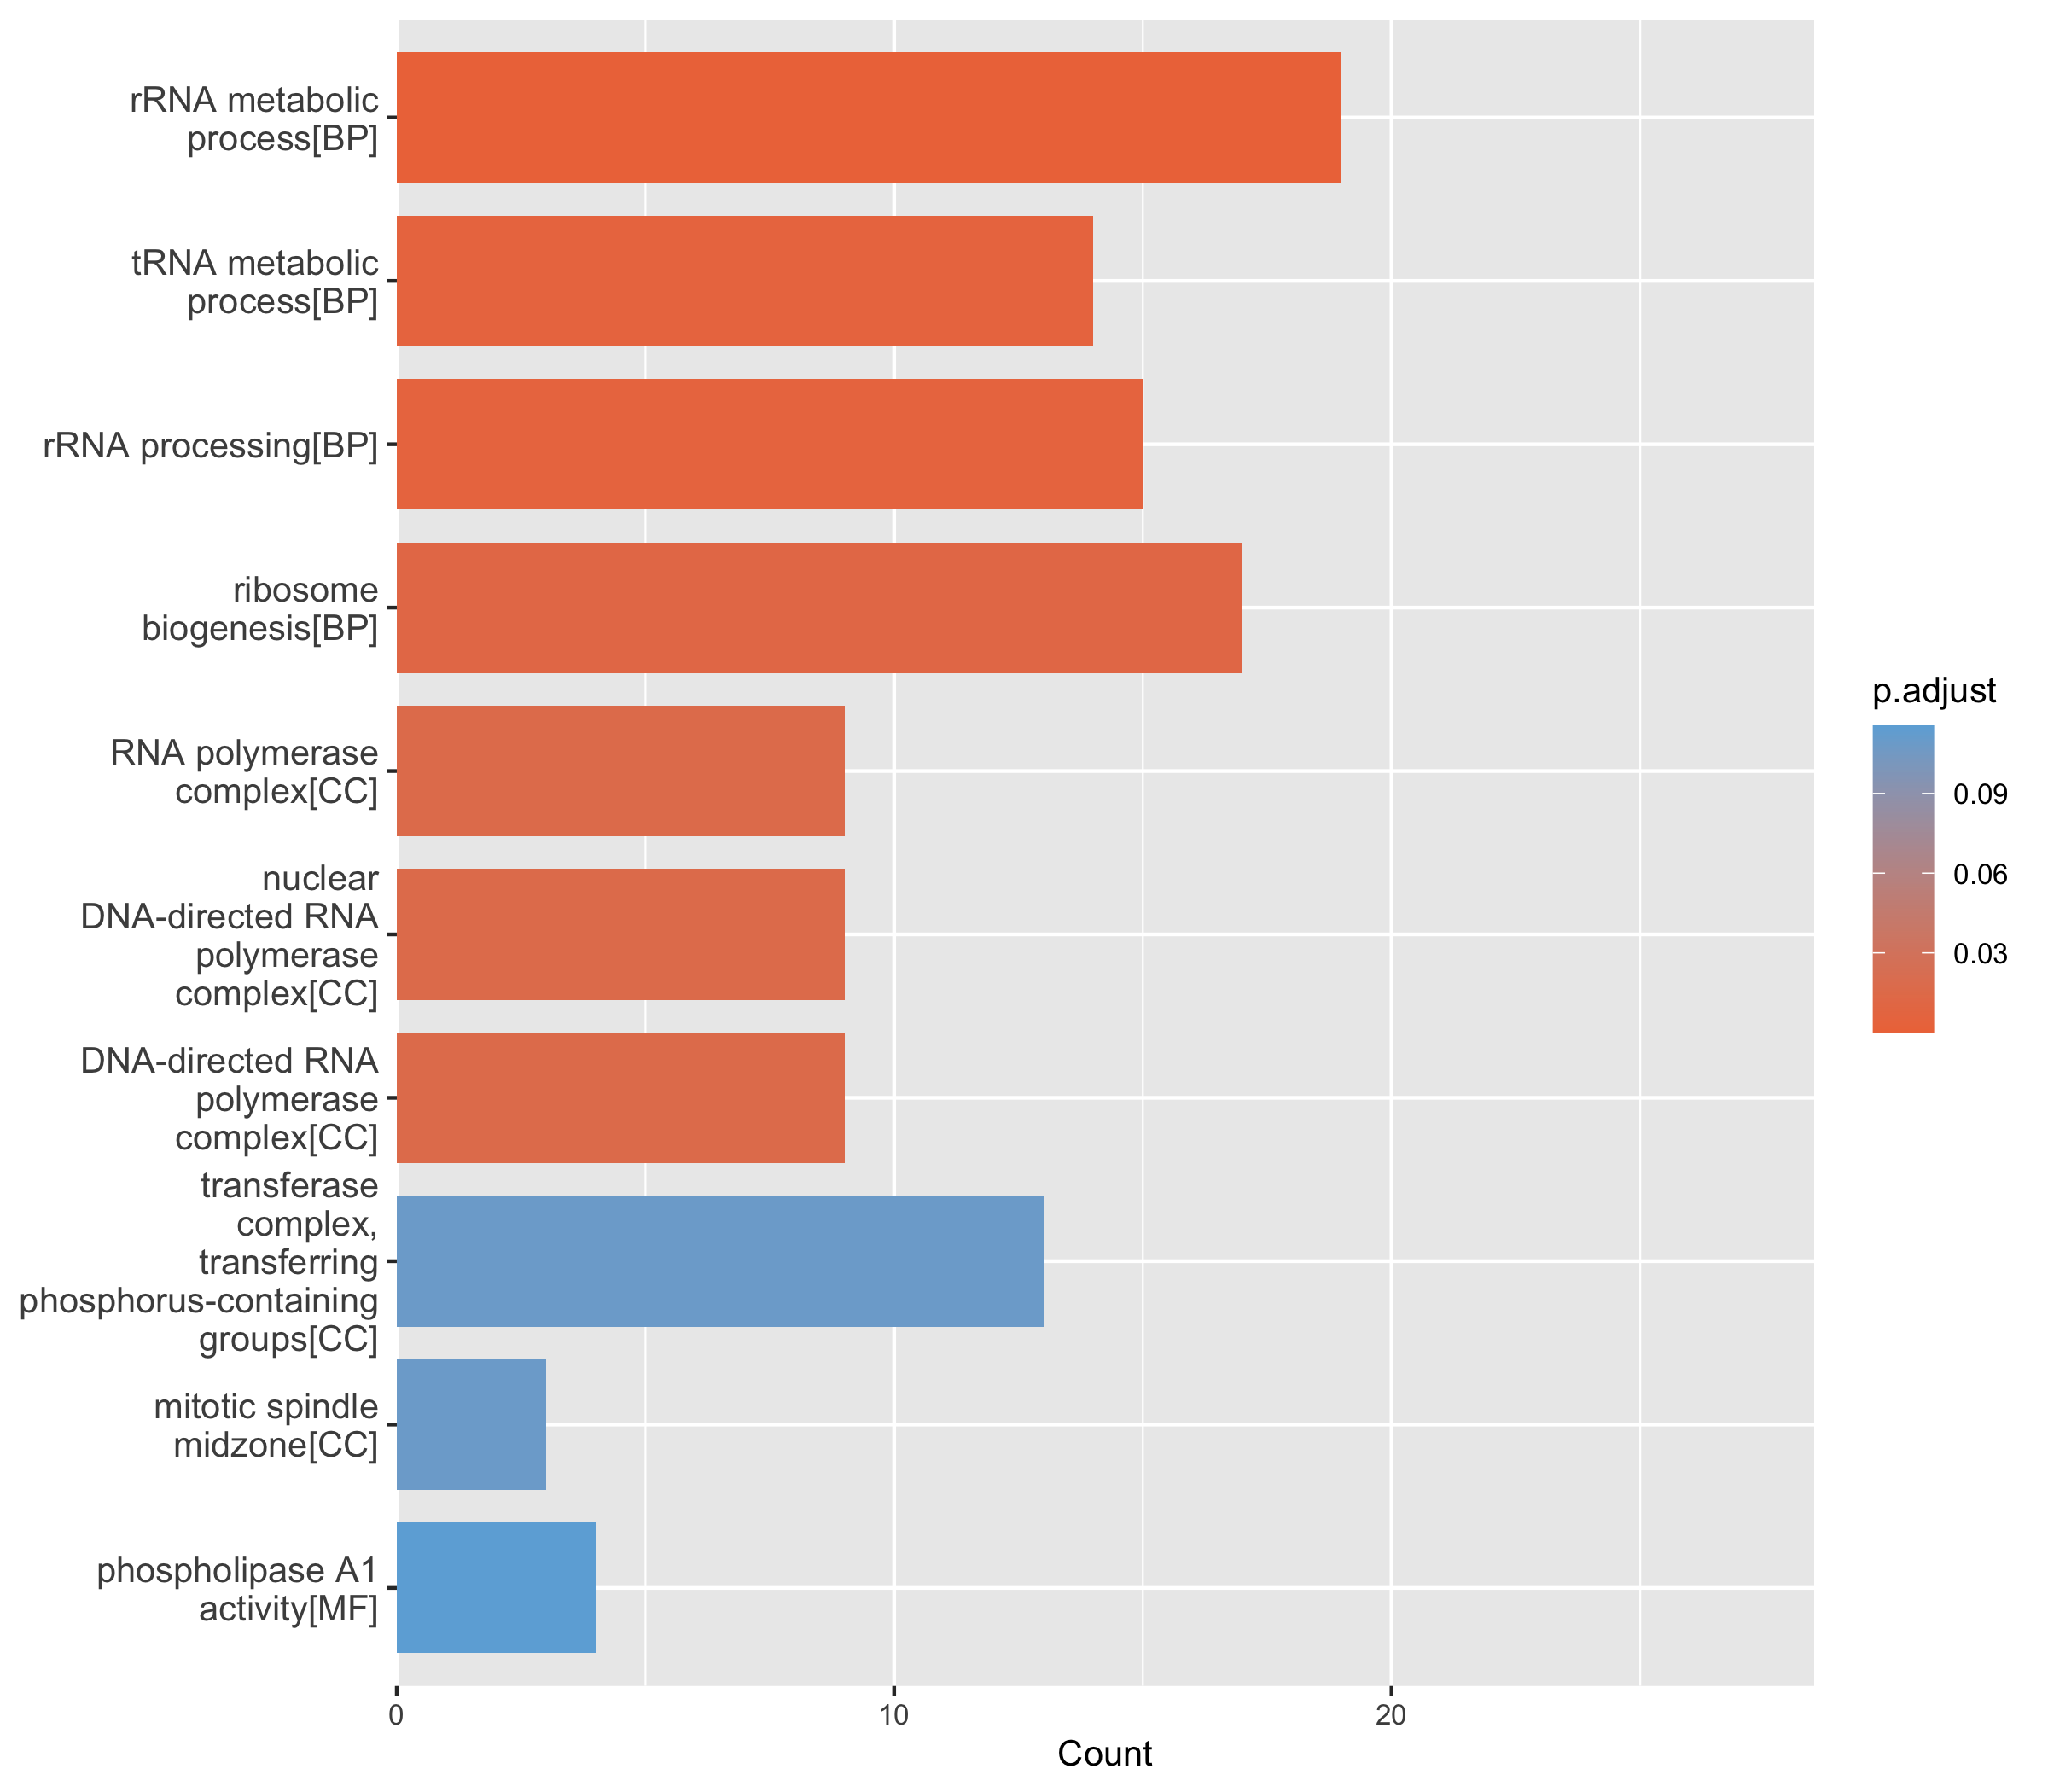 rRNA metabolic
process[BP]
tRNA metabolic
process[BP]
rRNA processing[BP]
ribosome
biogenesis[BP]
RNA polymerase
complex[CC]
nuclear
DNA-directed RNA
polymerase
complex[CC]
DNA-directed RNA
polymerase
complex[CC]
transferase
complex,
transferring
phosphorus-containing
groups[CC]
mitotic spindle
midzone[CC]
phospholipase A1
activity[MF]
0
10
20
Count
p.adjust
0.09
0.06
0.03